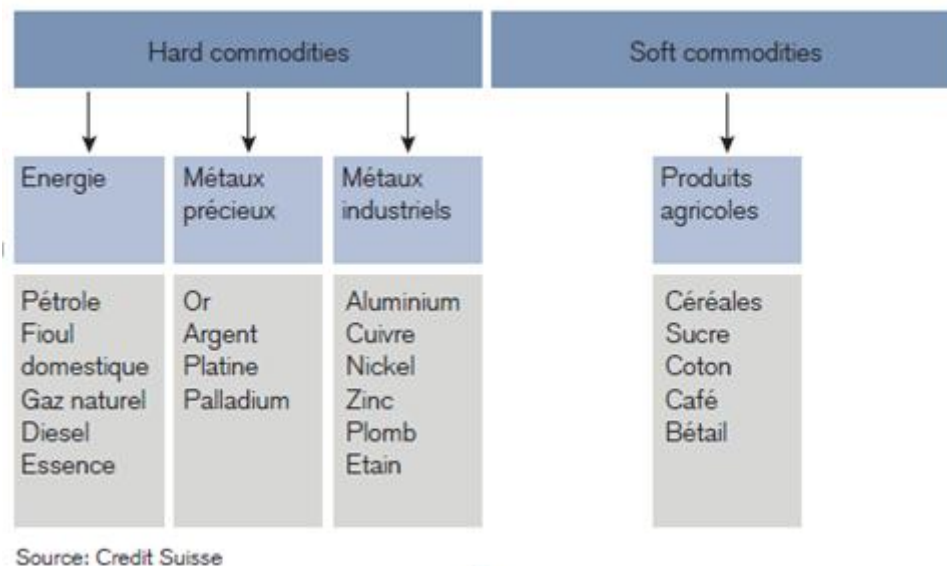 Hard commodities
Soft commodities
Energie
Métaux
précieux
Métaux
industriels
Produits
agricoles
Pétrole
Fioul
domestique
Gaz naturel
Diesel
Essence
Or
Argent
Platine
Palladium
Aluminium
Cuivre
Nickel
Zinc
Plomb
Etain
Céréales
Sucre
Coton
Café
Bétail
Source: Credit Suisse